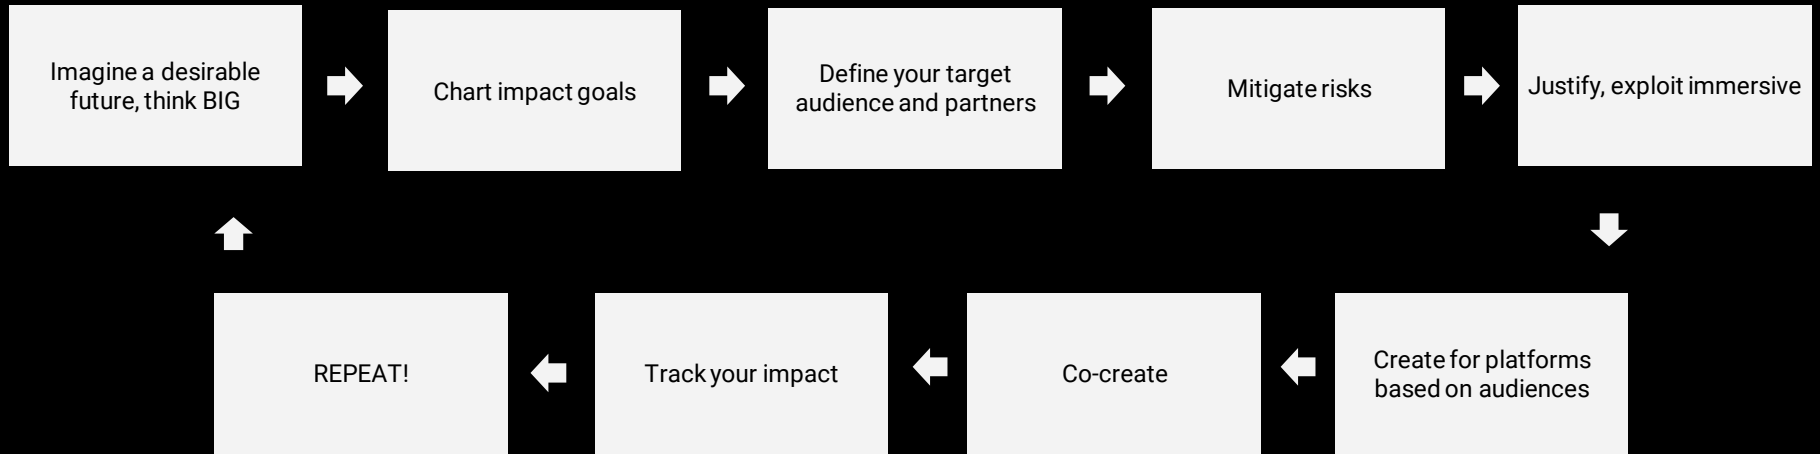 Imagine a desirable
future, think BIG
Chart impact goals
Define your target
audience and partners
Mitigate risks
Justify, exploit immersive
Create for platforms
based on audiences
Co-create
Track your impact
REPEAT!